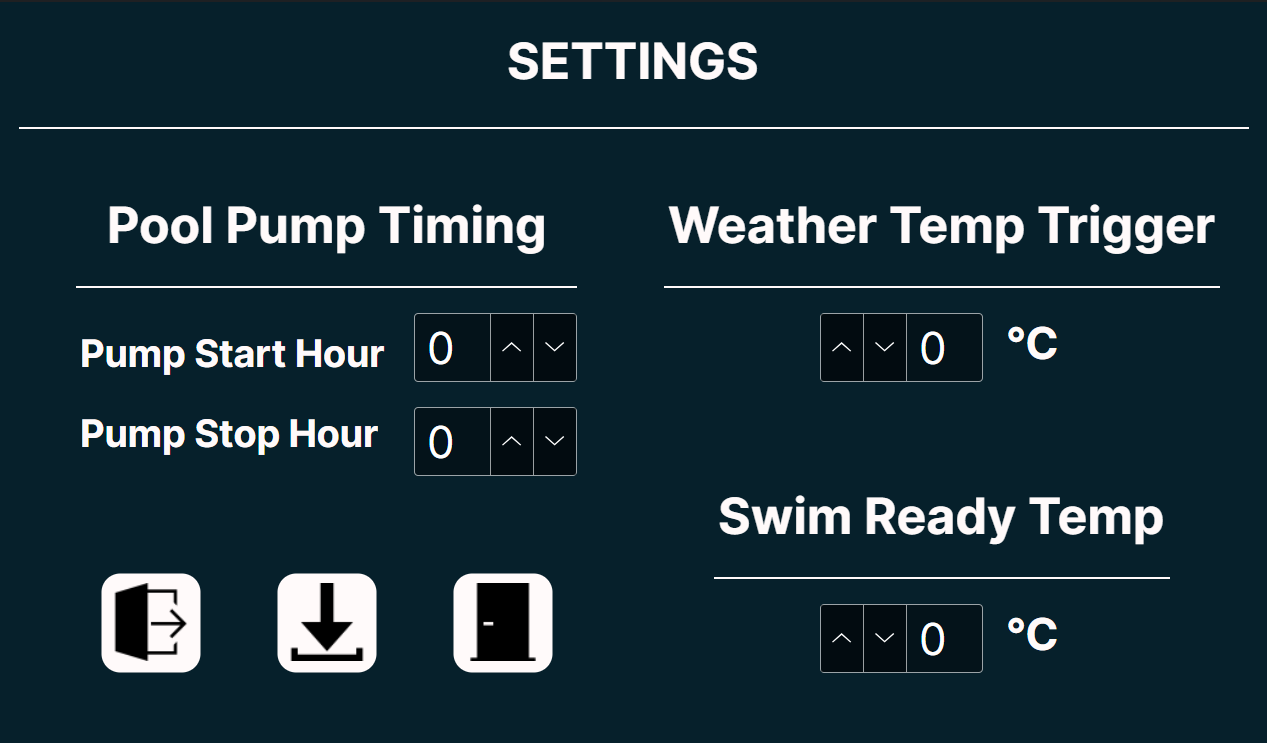 SETTINGS
Pool Pump Timing
Pump Start Hour 0
Pump Stop Hour 0
Weather Temp Trigger
0 °C
Swim Ready Temp
0 °C